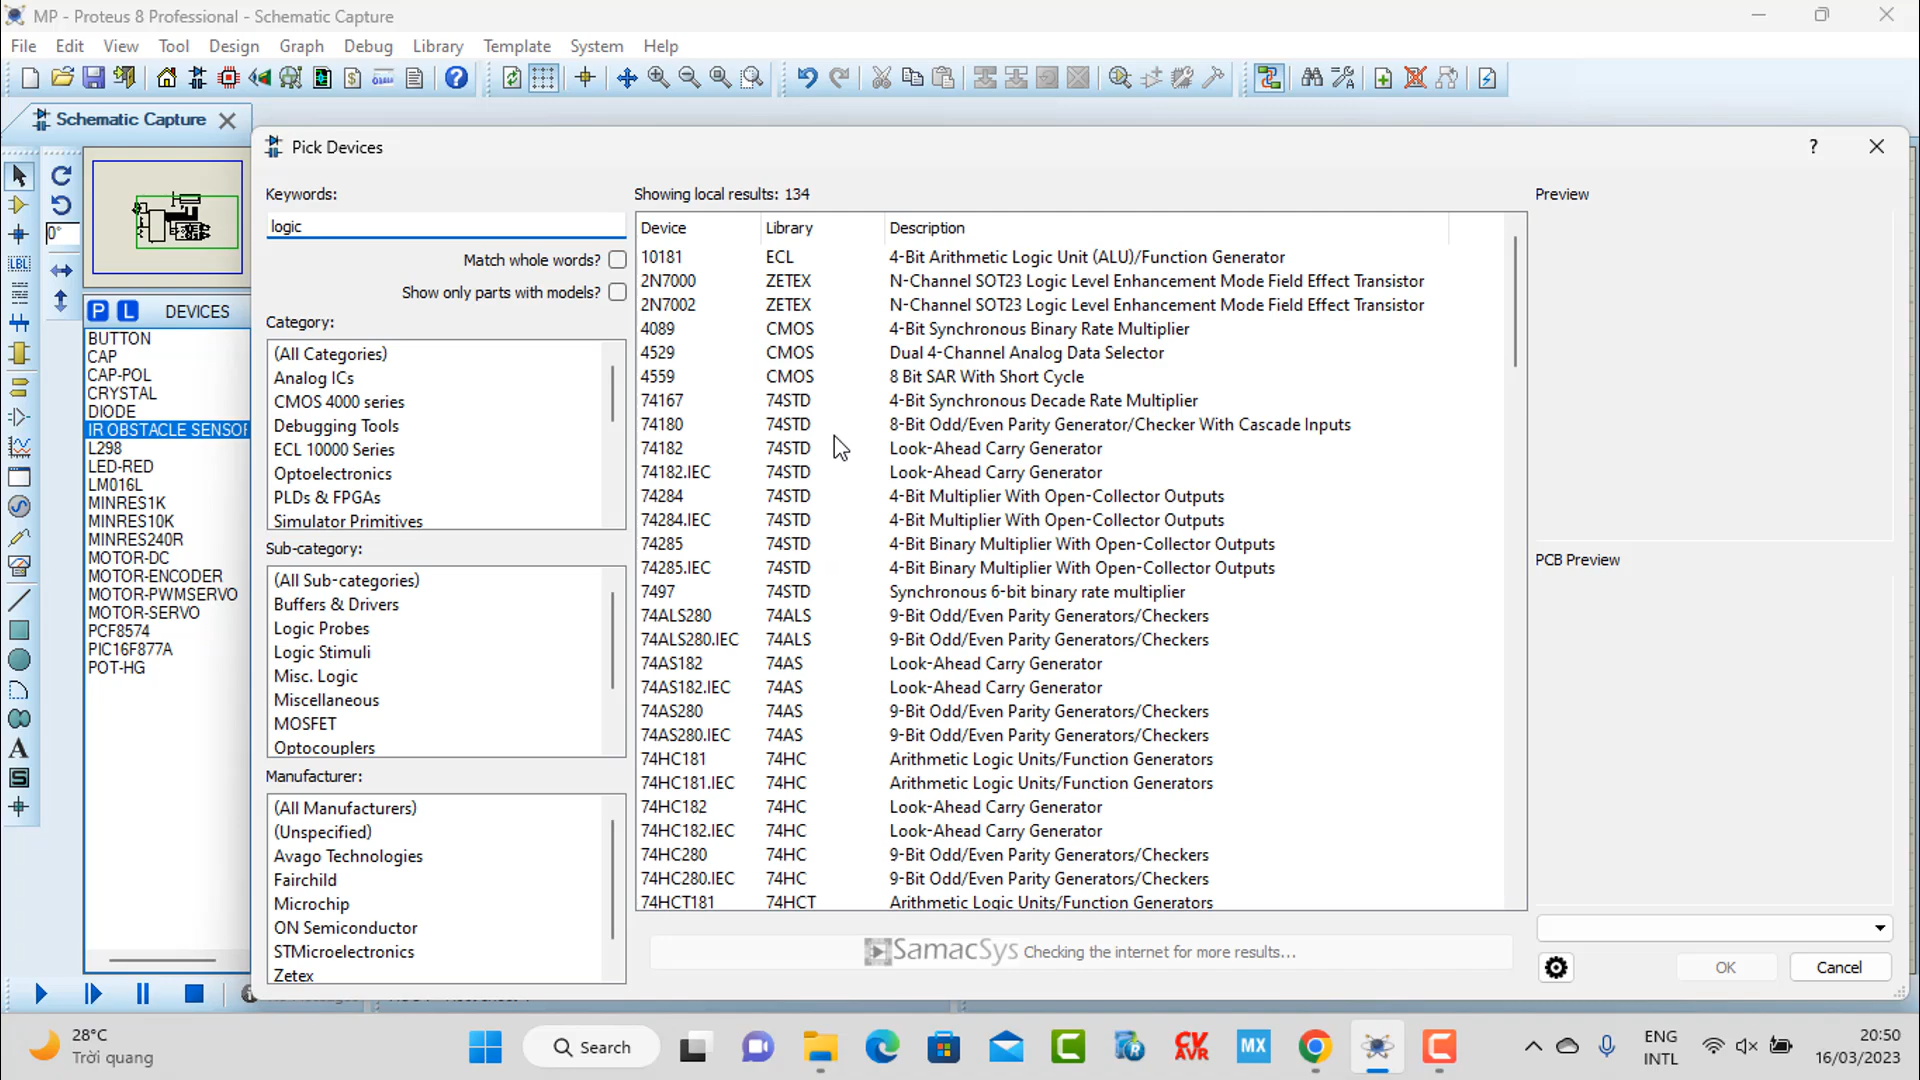 MP - Proteus 8 Professional - Schematic Capture
File Edit View Tool Design Graph Debug Library Template System Help
Schematic Capture
Pick Devices
?
Keywords:
logic
Match whole words?
Show only parts with models?
Category:
(All Categories)
Analog ICs
CMOS 4000 series
Debugging Tools
ECL 10000 Series
Optoelectronics
PLDs & FPGAs
Simulator Primitives
Sub-category:
(All Sub-categories)
Buffers & Drivers
Logic Probes
Logic Stimuli
Misc. Logic
Miscellaneous
MOSFET
Optocouplers
Manufacturer:
(All Manufacturers)
(Unspecified)
Avago Technologies
Fairchild
Microchip
ON Semiconductor
STMicroelectronics
Zetex
0°
LBL
P L DEVICES
BUTTON
CAP
CAP-POL
CRYSTAL
DIODE
IR OBSTACLE SENSOR
L298
LED-RED
LM016L
MINRES1K
MINRES10K
MINRES240R
MOTOR-DC
MOTOR-ENCODER
MOTOR-PWMSERVO
MOTOR-SERVO
PCF8574
PIC16F877A
POT-HG
Showing local results: 134
Device Library Description
10181 ECL 4-Bit Arithmetic Logic Unit (ALU)/Function Generator
2N7000 ZETEX N-Channel SOT23 Logic Level Enhancement Mode Field Effect Transistor
2N7002 ZETEX N-Channel SOT23 Logic Level Enhancement Mode Field Effect Transistor
4089 CMOS 4-Bit Synchronous Binary Rate Multiplier
4529 CMOS Dual 4-Channel Analog Data Selector
4559 CMOS 8 Bit SAR With Short Cycle
74167 74STD 4-Bit Synchronous Decade Rate Multiplier
74180 74STD 8-Bit Odd/Even Parity Generator/Checker With Cascade Inputs
74182 74STD Look-Ahead Carry Generator
74182.IEC 74STD Look-Ahead Carry Generator
74284 74STD 4-Bit Multiplier With Open-Collector Outputs
74284.IEC 74STD 4-Bit Multiplier With Open-Collector Outputs
74285 74STD 4-Bit Binary Multiplier With Open-Collector Outputs
74285.IEC 74STD 4-Bit Binary Multiplier With Open-Collector Outputs
7497 74STD Synchronous 6-bit binary rate multiplier
74ALS280 74ALS 9-Bit Odd/Even Parity Generators/Checkers
74ALS280.IEC 74ALS 9-Bit Odd/Even Parity Generators/Checkers
74AS182 74AS Look-Ahead Carry Generator
74AS182.IEC 74AS Look-Ahead Carry Generator
74AS280 74AS 9-Bit Odd/Even Parity Generators/Checkers
74AS280.IEC 74AS 9-Bit Odd/Even Parity Generators/Checkers
74HC181 74HC Arithmetic Logic Units/Function Generators
74HC181.IEC 74HC Arithmetic Logic Units/Function Generators
74HC182 74HC Look-Ahead Carry Generator
74HC182.IEC 74HC Look-Ahead Carry Generator
74HC280 74HC 9-Bit Odd/Even Parity Generators/Checkers
74HC280.IEC 74HC 9-Bit Odd/Even Parity Generators/Checkers
74HCT181 74HCT Arithmetic Logic Units/Function Generators
SamacSys Checking the internet for more results...
Preview
PCB Preview
OK Cancel
28°C
Trời quang
Search
CV AVR
MX
ENG
INTL
20:50
16/03/2023